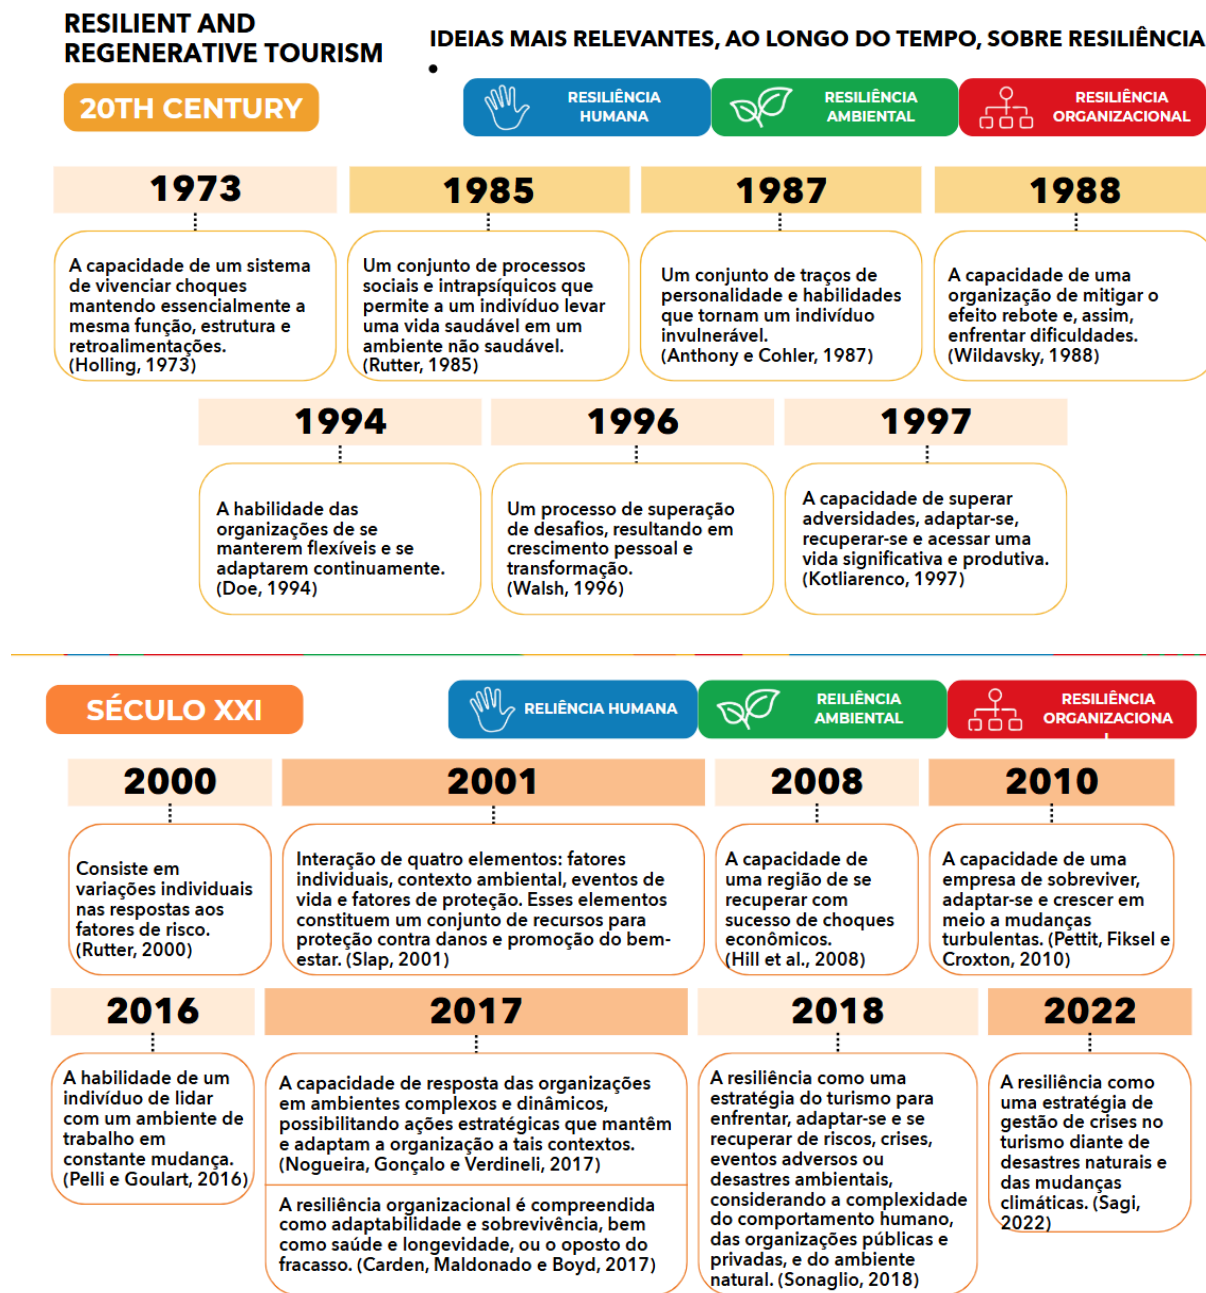 RESILIENT AND
REGENERATIVE TOURISM
IDEIAS MAIS RELEVANTES, AO LONGO DO TEMPO, SOBRE RESILIÊNCIA
•
20TH CENTURY
RESILIÊNCIA
HUMANA
RESILIÊNCIA
AMBIENTAL
RESILIÊNCIA
ORGANIZACIONAL
1973
A capacidade de um sistema
de vivenciar choques
mantendo essencialmente a
mesma função, estrutura e
retroalimentações.
(Holling, 1973)
1985
Um conjunto de processos
sociais e intrapsíquicos que
permite a um indivíduo levar
uma vida saudável em um
ambiente não saudável.
(Rutter, 1985)
1987
Um conjunto de traços de
personalidade e habilidades
que tornam um indivíduo
invulnerável.
(Anthony e Cohler, 1987)
1988
A capacidade de uma
organização de mitigar o
efeito rebote e, assim,
enfrentar dificuldades.
(Wildavsky, 1988)
1994
A habilidade das
organizações de se
manterem flexíveis e se
adaptarem continuamente.
(Doe, 1994)
1996
Um processo de superação
de desafios, resultando em
crescimento pessoal e
transformação.
(Walsh, 1996)
1997
A capacidade de superar
adversidades, adaptar-se,
recuperar-se e acessar uma
vida significativa e produtiva.
(Kotliarenco, 1997)
SÉCULO XXI
RELIÊNCIA HUMANA
REILIÊNCIA
AMBIENTAL
RESILIÊNCIA
ORGANIZACIONA
l
2000
Consiste em
variações individuais
nas respostas aos
fatores de risco.
(Rutter, 2000)
2001
Interação de quatro elementos: fatores
individuais, contexto ambiental, eventos de
vida e fatores de proteção. Esses elementos
constituem um conjunto de recursos para
proteção contra danos e promoção do bem-
estar. (Slap, 2001)
2008
A capacidade de
uma região de se
recuperar com
sucesso de choques
econômicos.
(Hill et al., 2008)
2010
A capacidade de uma
empresa de sobreviver,
adaptar-se e crescer em
meio a mudanças
turbulentas. (Pettit, Fiksel e
Croxton, 2010)
2016
A habilidade de um
indivíduo de lidar
com um ambiente de
trabalho em
constante mudança.
(Pelli e Goulart, 2016)
2017
A capacidade de resposta das organizações
em ambientes complexos e dinâmicos,
possibilitando ações estratégicas que mantêm
e adaptam a organização a tais contextos.
(Nogueira, Gonçalo e Verdineli, 2017)
A resiliência organizacional é compreendida
como adaptabilidade e sobrevivência, bem
como saúde e longevidade, ou o oposto do
fracasso. (Carden, Maldonado e Boyd, 2017)
2018
A resiliência como uma
estratégia do turismo para
enfrentar, adaptar-se e se
recuperar de riscos, crises,
eventos adversos ou
desastres ambientais,
considerando a complexidade
do comportamento humano,
das organizações públicas e
privadas, e do ambiente
natural. (Sonaglio, 2018)
2022
A resiliência como
uma estratégia de
gestão de crises no
turismo diante de
desastres naturais e
das mudanças
climáticas. (Sagi,
2022)